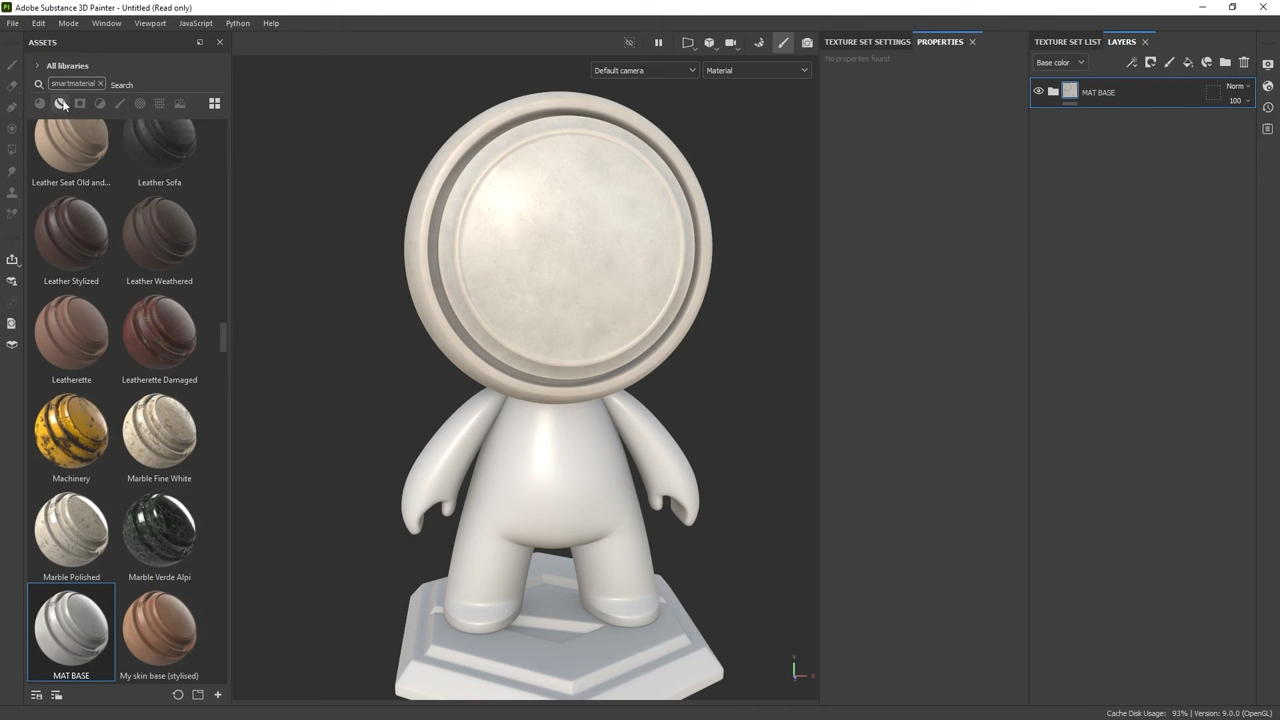 Adobe Substance 3D Painter - Untitled (Read only)
File Edit Mode Window Viewport JavaScript Python Help
ASSETS
All libraries
smartmaterial Search
Leather Seat Old and...
Leather Sofa
Leather Stylized
Leather Weathered
Leatherette
Leatherette Damaged
Machinery
Marble Fine White
Marble Polished
Marble Verde Alpi
MAT BASE
My skin base (stylised)
Default camera
Material
TEXTURE SET SETTINGS
PROPERTIES
No properties found
TEXTURE SET LIST
LAYERS
Base color
MAT BASE
Norm
100
Cache Disk Usage: 93% | Version: 9.0.0 (OpenGL)